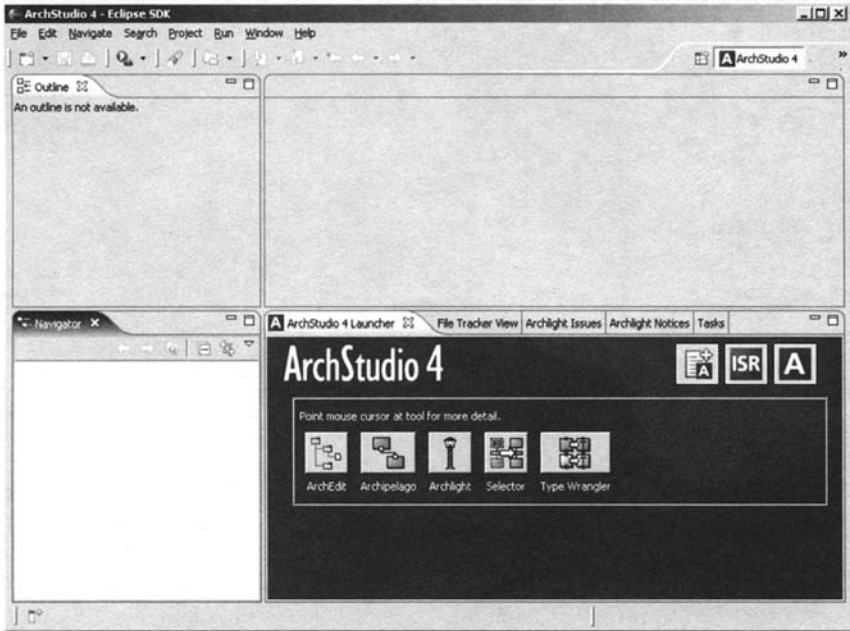 ArchStudio 4 - Eclipse SDK
File Edit Navigate Search Project Run Window Help
A ArchStudio 4 »
Outline
An outline is not available.
Navigator
A ArchStudio 4 Launcher File Tracker View Archlight Issues Archlight Notices Tasks
ArchStudio 4
A ISR A
Point mouse cursor at tool for more detail.
ArchEdit Archipelago Archlight Selector Type Wrangler